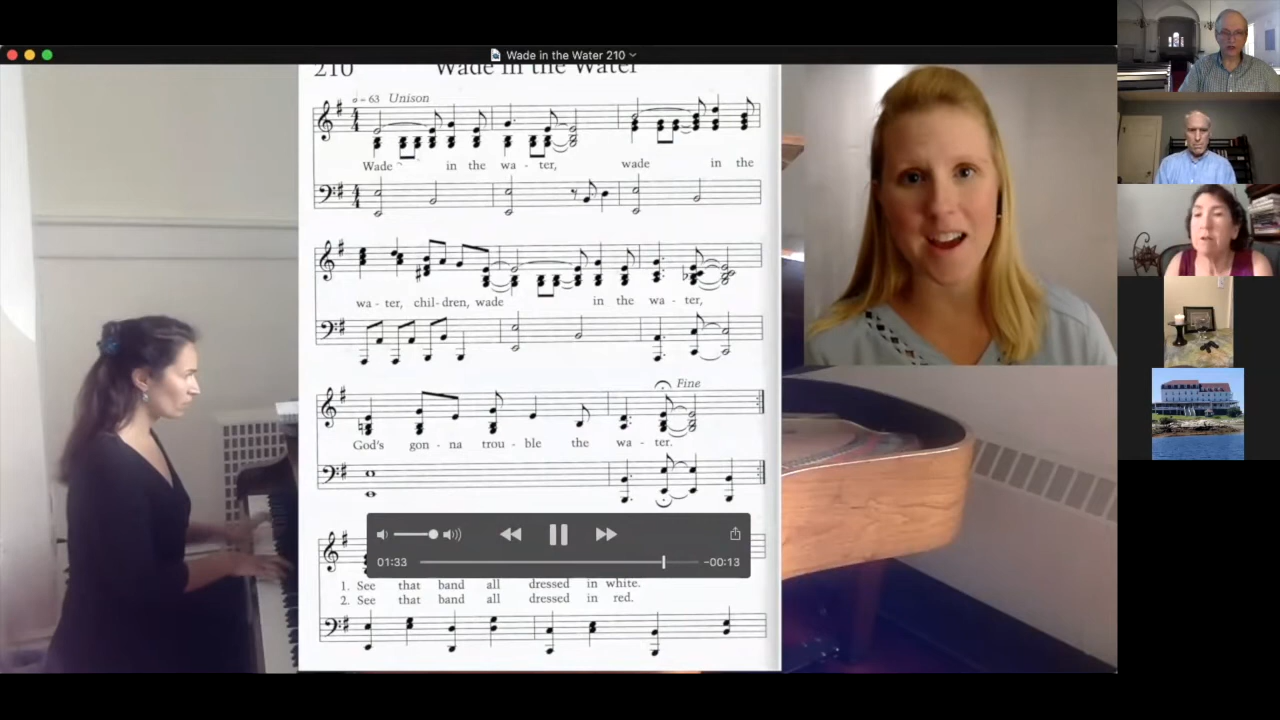 Wade in the Water 210
210 Wade in the Water
= 63 Unison
Wade in the wa - ter, wade in the
wa - ter, chil - dren, wade in the wa - ter,
Fine
God's gon - na trou - ble the wa - ter.
01:33 -00:13
1. See that band all dressed in white.
2. See that band all dressed in red.